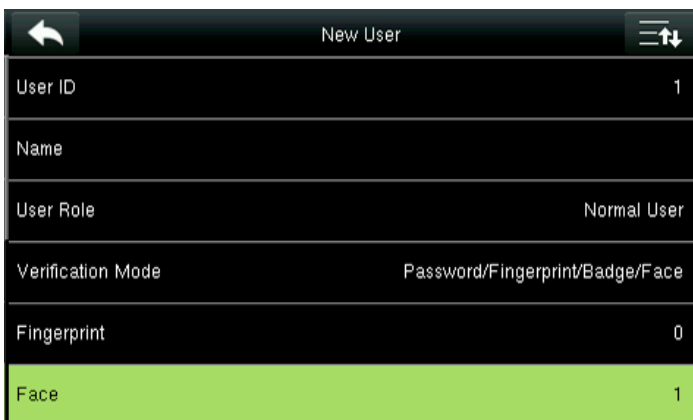 New User
User ID 1
Name
User Role Normal User
Verification Mode Password/Fingerprint/Badge/Face
Fingerprint 0
Face 1